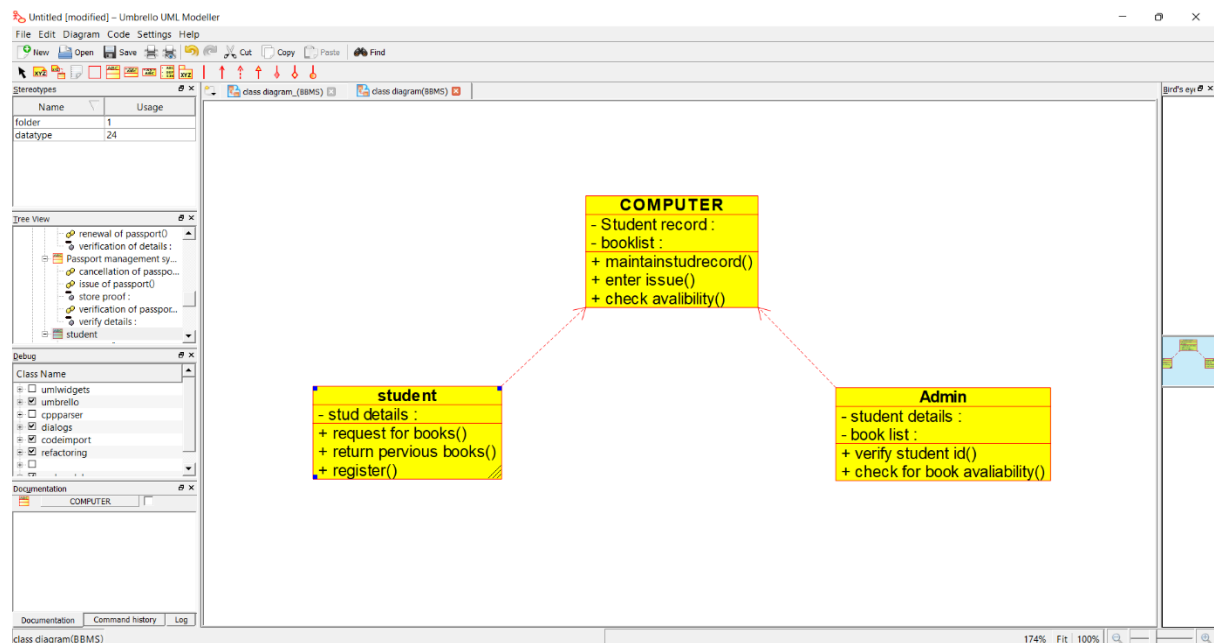 Untitled [modified] – Umbrello UML Modeller
File Edit Diagram Code Settings Help
New Open Save Cut Copy Paste Find
XYZ
Stereotypes
Name Usage
folder 1
datatype 24
class diagram_(BBMS) class diagram(BBMS)
Bird's ey
Tree View
renewal of passport()
verification of details :
Passport management sy...
cancellation of passpo...
issue of passport()
store proof :
verification of passpor...
verify details :
student
Debug
Class Name
umlwidgets
umbrello
cppparser
dialogs
codeimport
refactoring
Documentation
COMPUTER
Documentation Command history Log
COMPUTER
- Student record :
- booklist :
+ maintainstudrecord()
+ enter issue()
+ check avalibility()
student
- stud details :
+ request for books()
+ return pervious books()
+ register()
Admin
- student details :
- book list :
+ verify student id()
+ check for book avaliability()
class diagram(BBMS)
174% Fit 100%